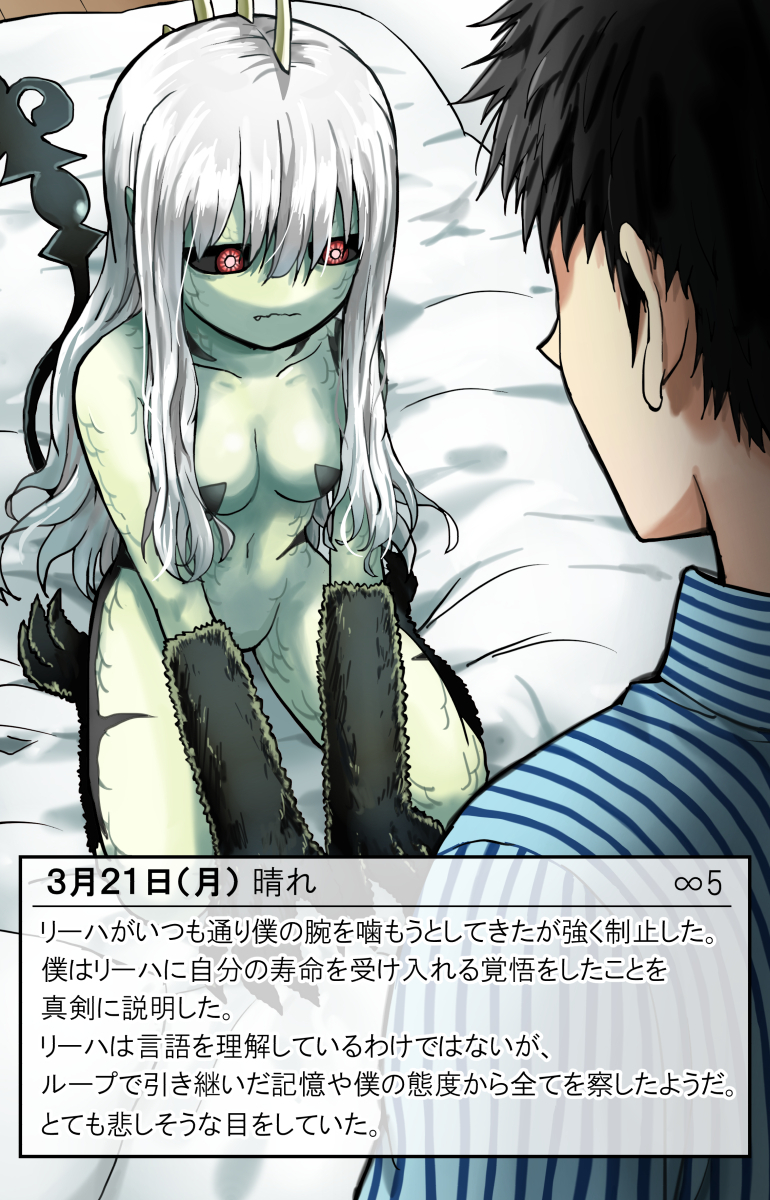 3月21日(月) 晴れ ∞5
リーハがいつも通り僕の腕を噛もうとしてきたが強く制止した。
僕はリーハに自分の寿命を受け入れる覚悟をしたことを
真剣に説明した。
リーハは言語を理解しているわけではないが、
ループで引き継いだ記憶や僕の態度から全てを察したようだ。
とても悲しそうな目をしていた。